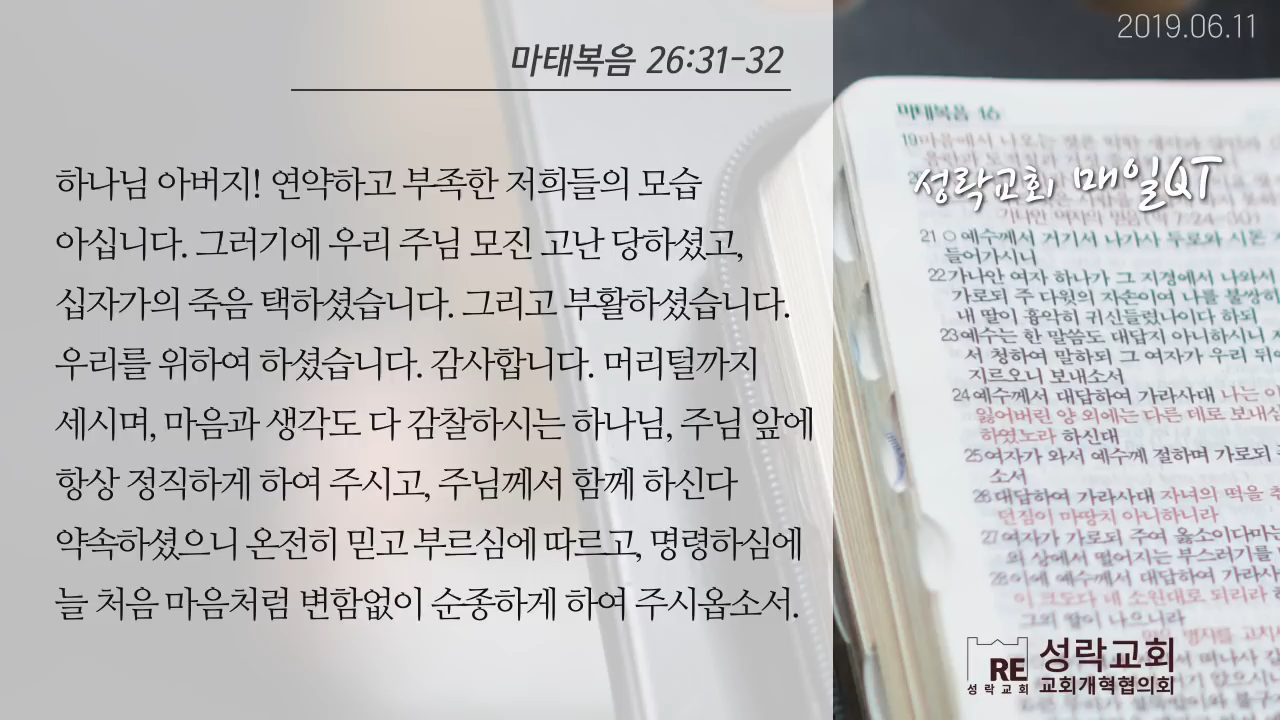 2019.06.11
마태복음 26:31-32
하나님 아버지! 연약하고 부족한 저희들의 모습
아십니다. 그러기에 우리 주님 모진 고난 당하셨고,
십자가의 죽음 택하셨습니다. 그리고 부활하셨습니다.
우리를 위하여 하셨습니다. 감사합니다. 머리털까지
세시며, 마음과 생각도 다 감찰하시는 하나님, 주님 앞에
항상 정직하게 하여 주시고, 주님께서 함께 하신다
약속하셨으니 온전히 믿고 부르심에 따르고, 명령하심에
늘 처음 마음처럼 변함없이 순종하게 하여 주시옵소서.
마태복음 16
성락교회 매일QT
21 ○ 예수께서 거기서 나가사 두로와 시돈
들어가시니
22 가나안 여자 하나가 그 지경에서 나와서
가로되 주 다윗의 자손이여 나를 불쌍히
내 딸이 흉악히 귀신들렸나이다 하되
23 예수는 한 말씀도 대답지 아니하시니
서 청하여 말하되 그 여자가 우리 뒤에
지르오니 보내소서
24 예수께서 대답하여 가라사대 나는
잃어버린 양 외에는 다른 데로 보내심
하였노라 하신대
25 여자가 와서 예수께 절하며 가로되
소서
26 대답하여 가라사대 자녀의 떡을
던짐이 마땅치 아니하니라
27 여자가 가로되 주여 옳소이다마는
의 상에서 떨어지는 부스러기를
28 이에 예수께서 대답하여 가라사
네 소원대로 되리라
그의 딸이 나으니라
RE
성락교회
성락교회
교회개혁협의회